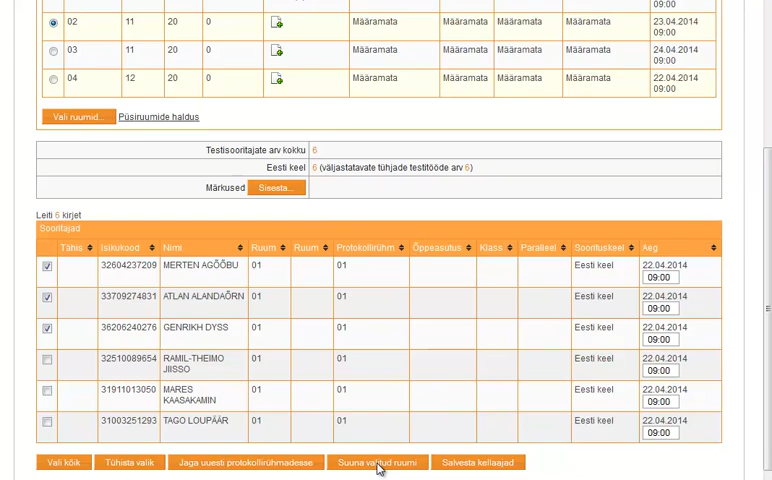 02 11 20 0 Määramata Määramata Määramata Määramata 23.04.2014
09:00
03 11 20 0 Määramata Määramata Määramata Määramata 24.04.2014
09:00
04 12 20 0 Määramata Määramata Määramata Määramata 22.04.2014
09:00
Vali ruumid... Püsiruumide haldus
Testisooritajate arv kokku 6
Eesti keel 6 (väljastatavate tühjade testitööde arv 6)
Märkused Sisesta...
Leiti 6 kirjet
Sooritajad
Tähis Isikukood Nimi Ruum Ruum Protokollirühm Õppeasutus Klass Paralleel Soorituskeel Aeg
32604237209 MERTEN AGÕÕBU 01 01 Eesti keel 22.04.2014
09:00
33709274831 ATLAN ALANDAÕRN 01 01 Eesti keel 22.04.2014
09:00
36206240276 GENRIKH DYSS 01 01 Eesti keel 22.04.2014
09:00
32510089654 RAMIL-THEIMO 01 01 Eesti keel 22.04.2014
JIISSO 09:00
31911013050 MARES 01 01 Eesti keel 22.04.2014
KAASAKAMIN 09:00
31003251293 TAGO LOUPÄÄR 01 01 Eesti keel 22.04.2014
09:00
Vali kõik Tühista valik Jaga uuesti protokollirühmadesse Suuna valitud ruumi Salvesta kellaajad